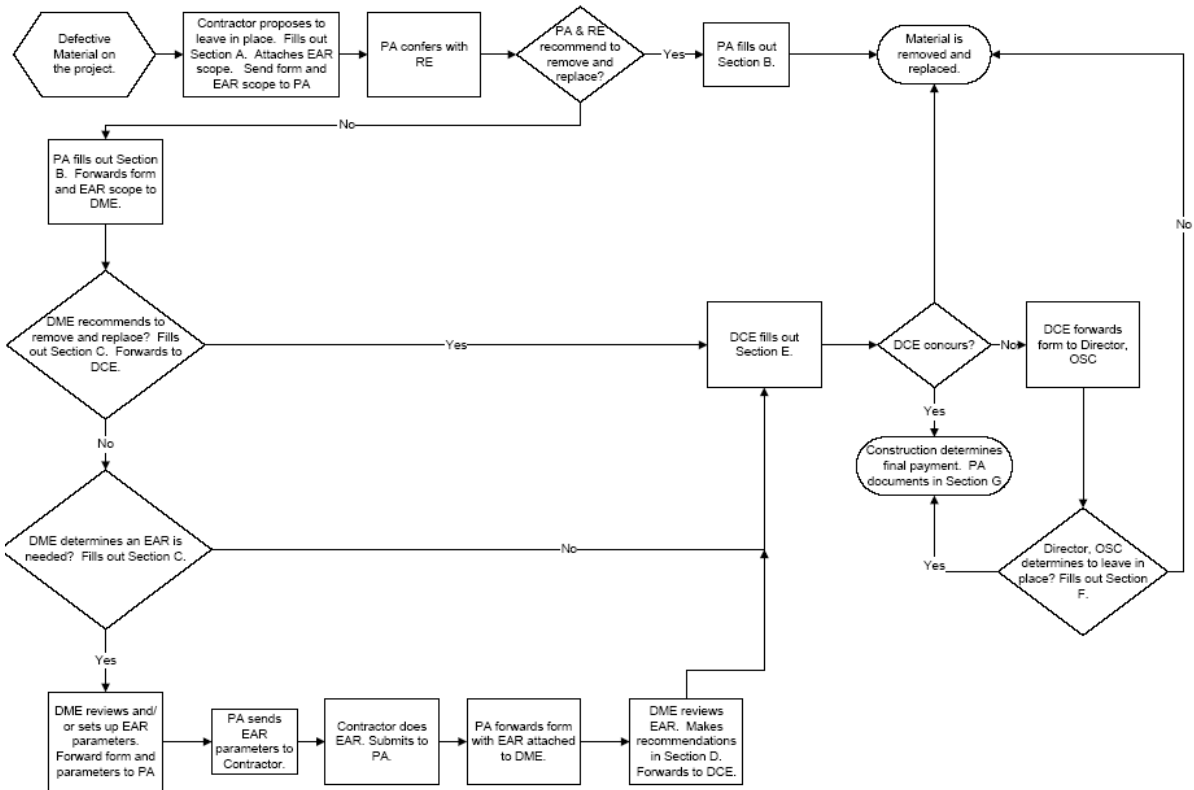 Defective
Material on
the project.
Contractor proposes to
leave in place. Fills out
Section A. Attaches EAR
scope. Send form and
EAR scope to PA
PA confers with
RE
PA & RE
recommend to
remove and
replace?
Yes
PA fills out
Section B.
Material is
removed and
replaced.
No
PA fills out Section
B. Forwards form
and EAR scope to
DME.
No
DME recommends to
remove and replace? Fills
out Section C. Forwards to
DCE.
Yes
DCE fills out
Section E.
DCE concurs?
No
DCE forwards
form to Director,
OSC
Yes
No
Construction determines
final payment. PA
documents in Section G
DME determines an EAR is
needed? Fills out Section C.
No
Director, OSC
determines to leave in
place? Fills out Section
F.
Yes
Yes
DME reviews and/
or sets up EAR
parameters.
Forward form and
parameters to PA
PA sends
EAR
parameters to
Contractor.
Contractor does
EAR. Submits to
PA.
PA forwards form
with EAR attached
to DME.
DME reviews
EAR. Makes
recommendations
in Section D.
Forwards to DCE.